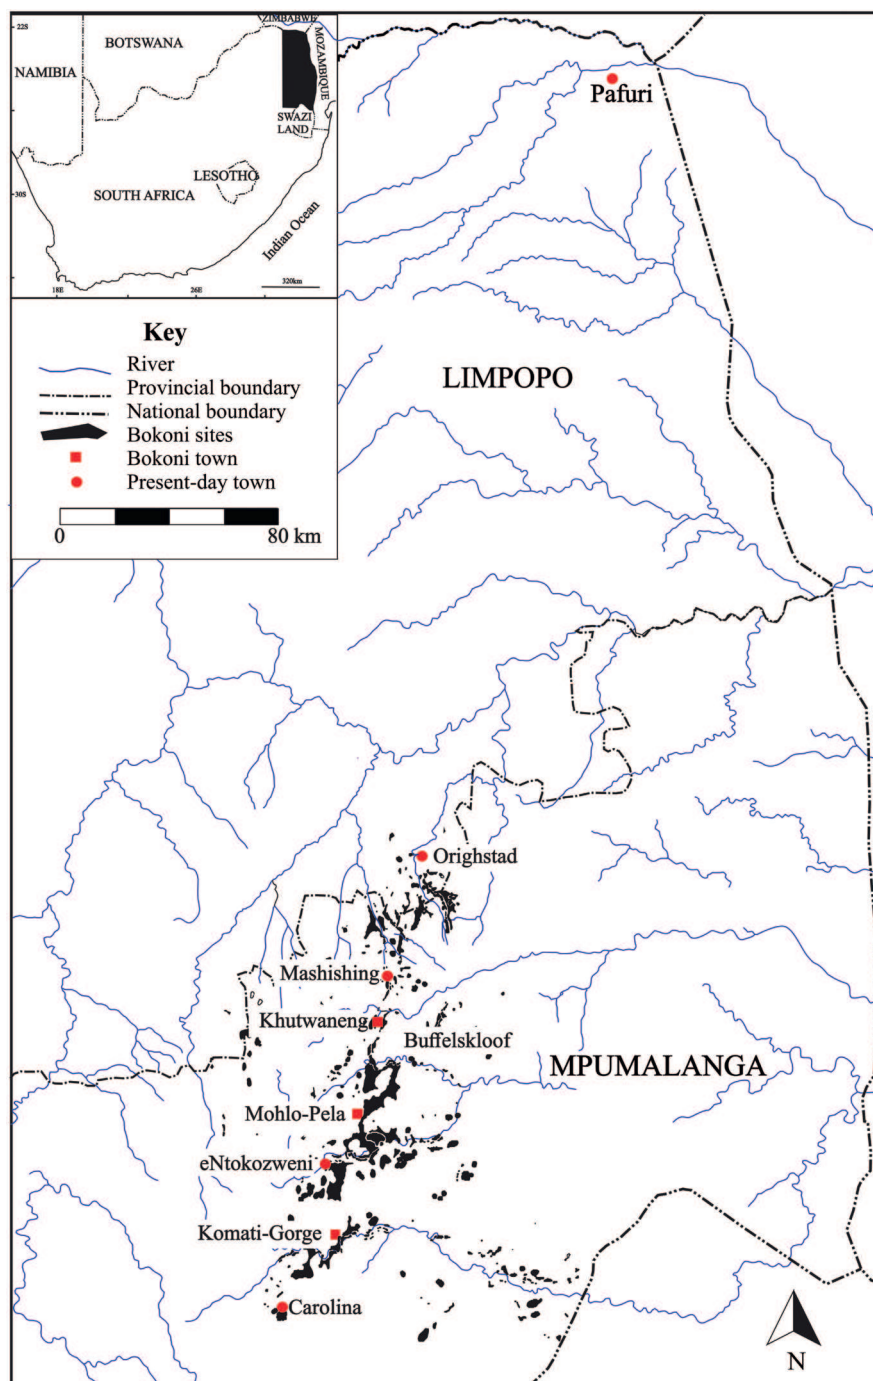 22S
ZIMBABWE
BOTSWANA
MOZAMBIQUE
NAMIBIA
SWAZI
LAND
LESOTHO
SOUTH AFRICA
30S
Indian Ocean
320km
18E
26E
Key
River
Provincial boundary
National boundary
Bokoni sites
Bokoni town
Present-day town
0
80 km
Pafuri
LIMPOPO
Orighstad
Mashishing
Khutwaneng
Buffelskloof
MPUMALANGA
Mohlo-Pela
eNtokozweni
Komati-Gorge
Carolina
N